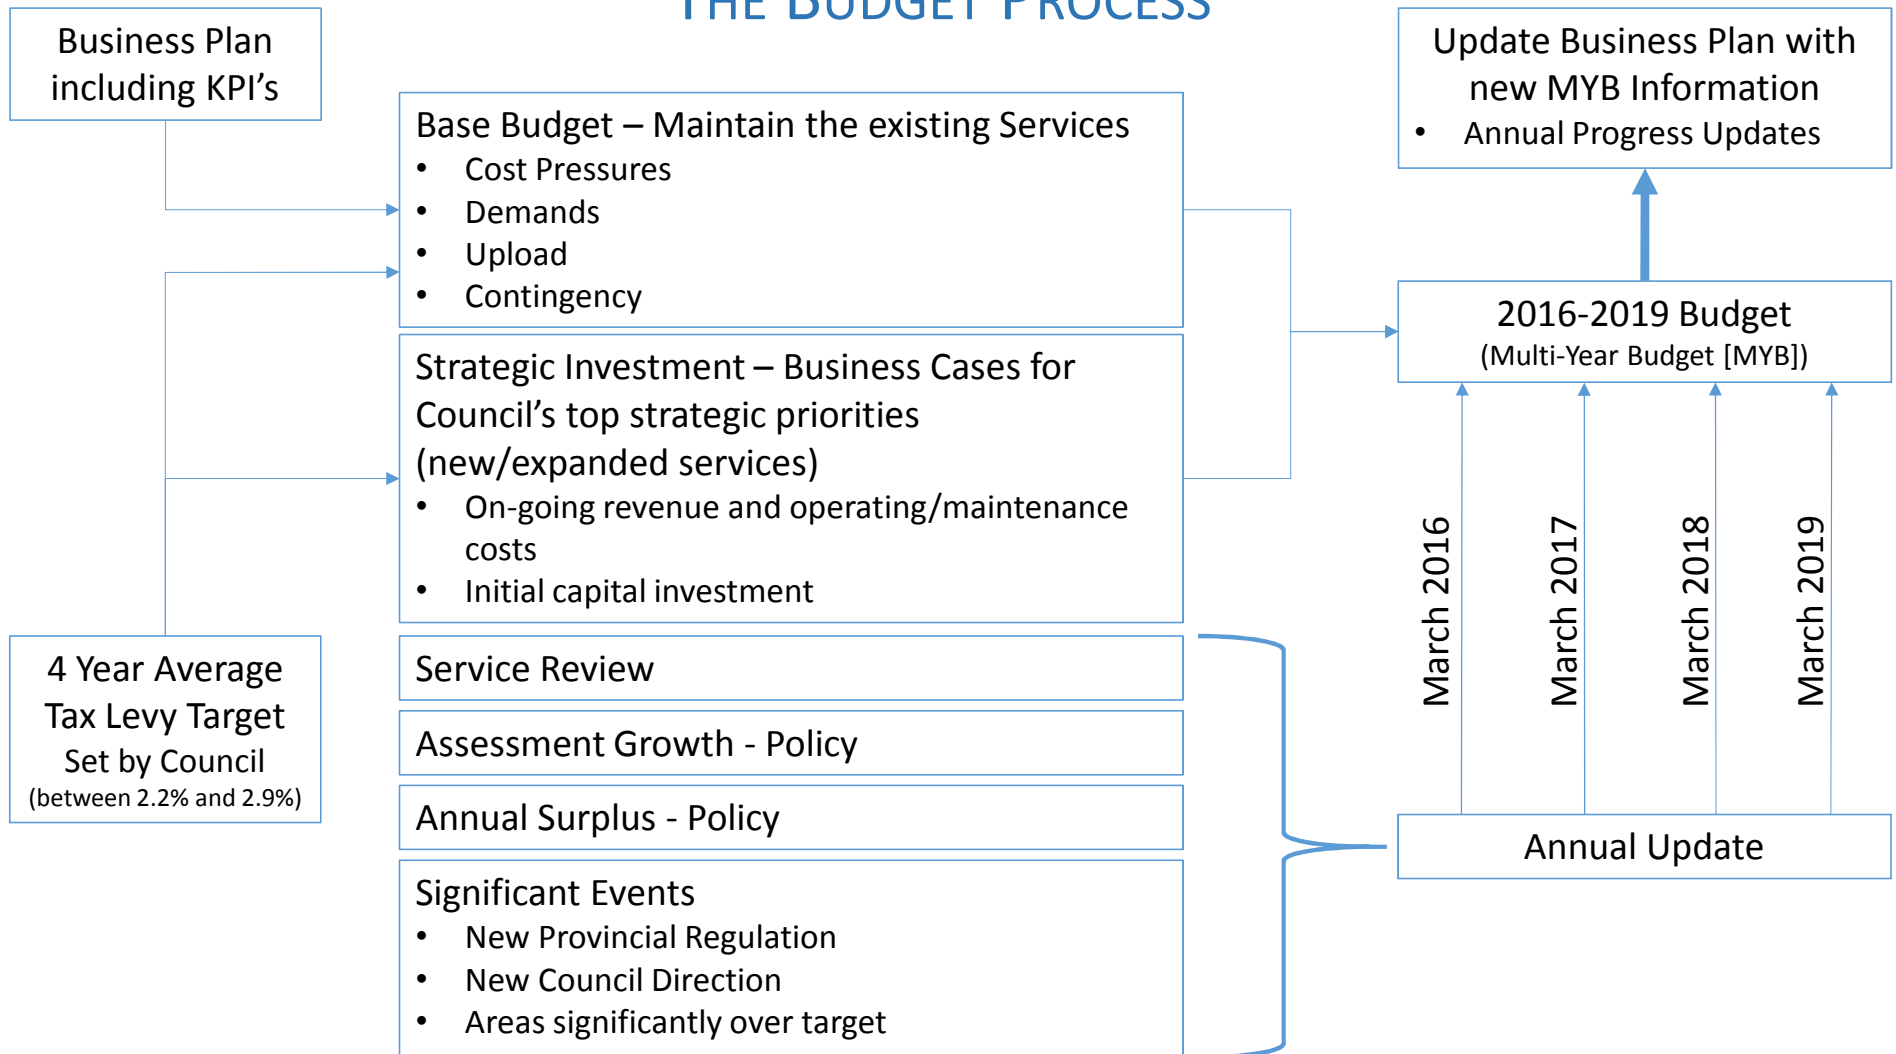 THE BUDGET PROCESS
Business Plan
including KPI’s
Base Budget – Maintain the existing Services
• Cost Pressures
• Demands
• Upload
• Contingency
Strategic Investment – Business Cases for
Council’s top strategic priorities
(new/expanded services)
• On-going revenue and operating/maintenance
costs
• Initial capital investment
4 Year Average
Tax Levy Target
Set by Council
(between 2.2% and 2.9%)
Service Review
Assessment Growth - Policy
Annual Surplus - Policy
Significant Events
• New Provincial Regulation
• New Council Direction
• Areas significantly over target
Update Business Plan with
new MYB Information
• Annual Progress Updates
2016-2019 Budget
(Multi-Year Budget [MYB])
March 2016
March 2017
March 2018
March 2019
Annual Update